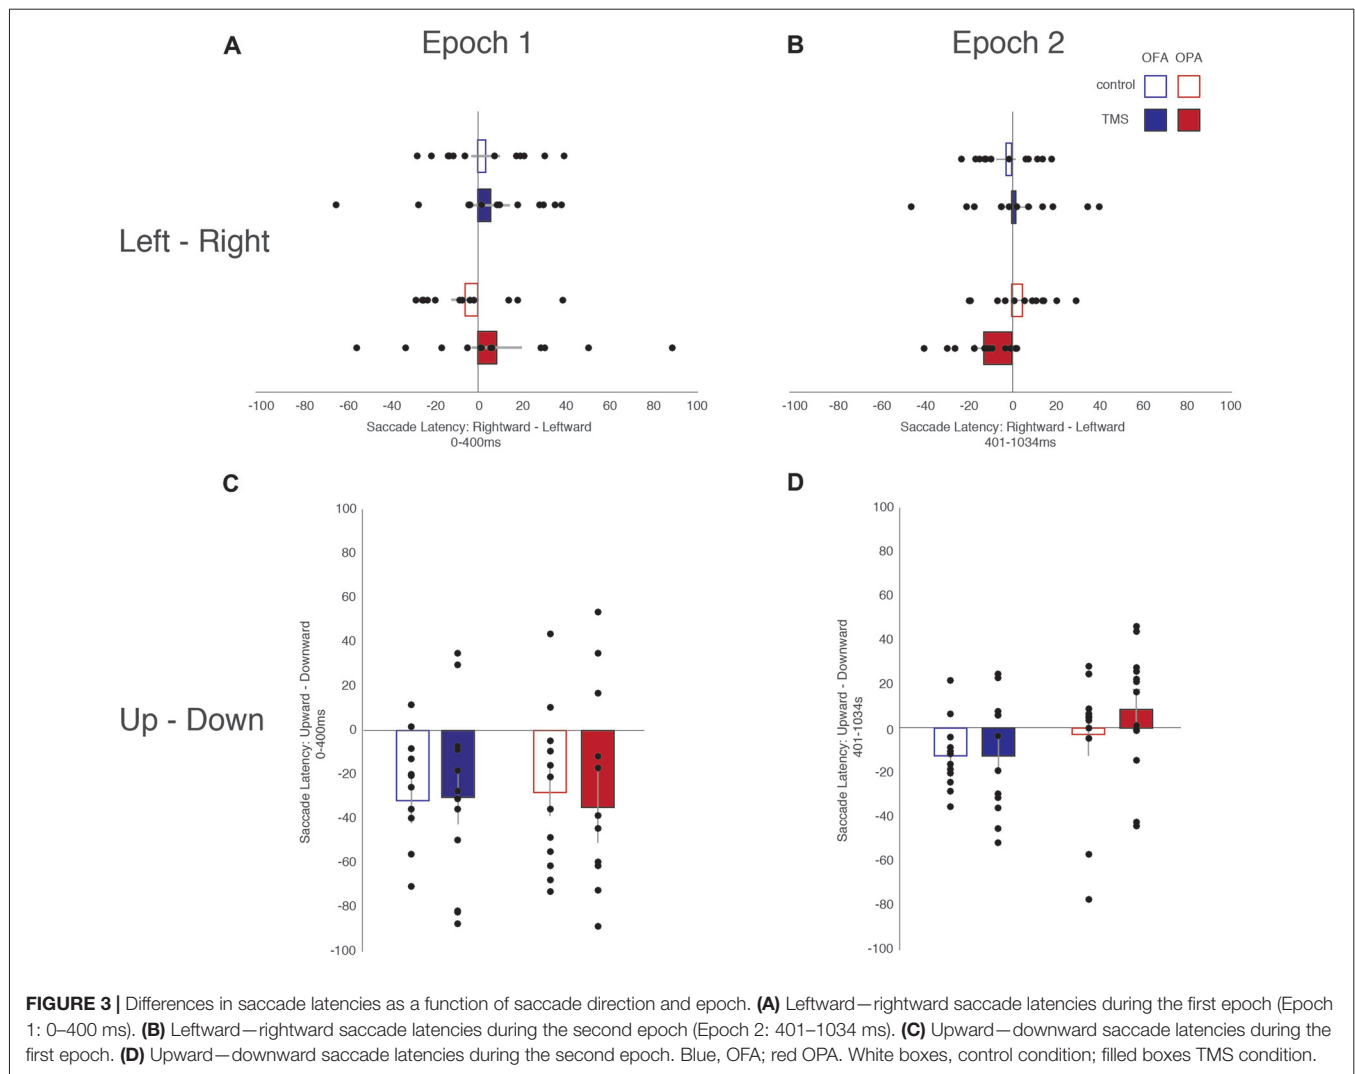 A Epoch 1
B Epoch 2
OFA OPA
control
TMS
Left - Right
-100 -80 -60 -40 -20 0 20 40 60 80 100
Saccade Latency: Rightward - Leftward
0-400ms
-100 -80 -60 -40 -20 0 20 40 60 80 100
Saccade Latency: Rightward - Leftward
401-1034ms
C
D
Up - Down
100
80
60
40
20
0
-20
-40
-60
-80
-100
Saccade Latency: Upward - Downward
0-400ms
100
80
60
40
20
0
-20
-40
-60
-80
-100
Saccade Latency: Upward - Downward
401-1034s
FIGURE 3 | Differences in saccade latencies as a function of saccade direction and epoch. (A) Leftward—rightward saccade latencies during the first epoch (Epoch
1: 0–400 ms). (B) Leftward—rightward saccade latencies during the second epoch (Epoch 2: 401–1034 ms). (C) Upward—downward saccade latencies during the
first epoch. (D) Upward—downward saccade latencies during the second epoch. Blue, OFA; red OPA. White boxes, control condition; filled boxes TMS condition.